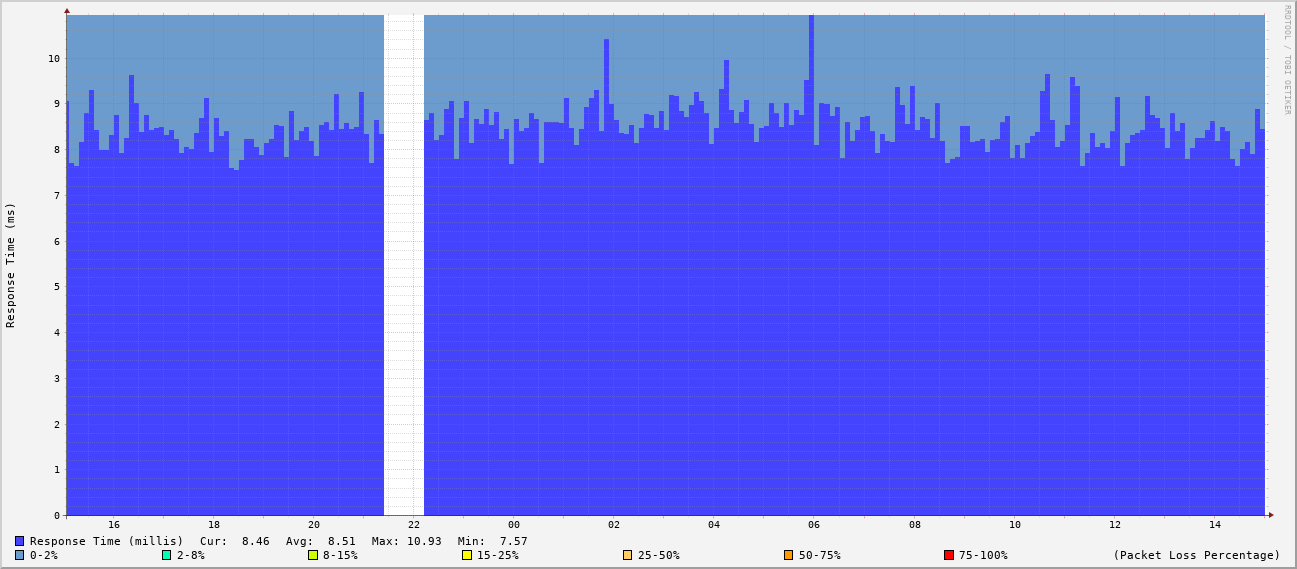 RRDTOOL / TOBI OETIKER
Response Time (ms)
10
9
8
7
6
5
4
3
2
1
0
16 18 20 22 00 02 04 06 08 10 12 14
Response Time (millis) Cur: 8.46 Avg: 8.51 Max: 10.93 Min: 7.57
0-2% 2-8% 8-15% 15-25% 25-50% 50-75% 75-100% (Packet Loss Percentage)